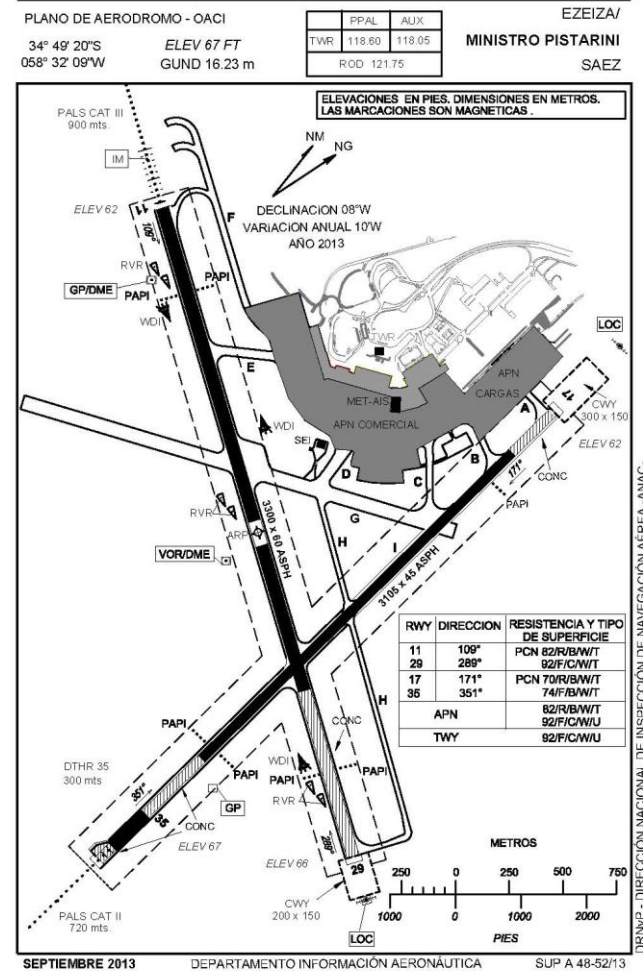 PLANO DE AERODROMO - OACI
34° 49' 20"S
058° 32' 09"W
ELEV 67 FT
GUND 16.23 m
PPAL AUX
TWR 118.60 118.05
ROD 121.75
EZEIZA/
MINISTRO PISTARINI
SAEZ
ELEVACIONES EN PIES. DIMENSIONES EN METROS.
LAS MARCACIONES SON MAGNETICAS .
PALS CAT III
900 mts.
IM
NM
NG
DECLINACION 08°W
VARIACION ANUAL 10'W
AÑO 2013
ELEV 62
11
109°
F
RVR
PAPI
GP/DME
PAPI
WDI
E
TWR
LOC
APN
CARGAS
MET-AIS
APN COMERCIAL
17
CWY
300 x 150
A
ELEV 62
WDI
SEI
D
C
B
171°
CONC
PAPI
RVR
ARP
3300 x 60 ASPH
G
H
I
VOR/DME
3105 x 45 ASPH
RWY DIRECCION RESISTENCIA Y TIPO
DE SUPERFICIE
11 109° PCN 82/R/B/W/T
29 289° 92/F/C/W/T
17 171° PCN 70/R/B/W/T
35 351° 74/F/B/W/T
APN 82/R/B/W/T
92/F/C/W/U
TWY 92/F/C/W/U
H
PAPI
CONC
PAPI
DTHR 35
300 mts
WDI
PAPI
PAPI
GP
RVR
351°
35
CONC
ELEV 67
289°
ELEV 66
29
CWY
200 x 150
LOC
PALS CAT II
720 mts.
METROS
250 0 250 500 750
1000 0 1000 2000
PIES
DRNyP - DIRECCIÓN NACIONAL DE INSPECCIÓN DE NAVEGACIÓN AÉREA - ANAC-
SEPTIEMBRE 2013
DEPARTAMENTO INFORMACIÓN AERONÁUTICA
SUP A 48-52/13